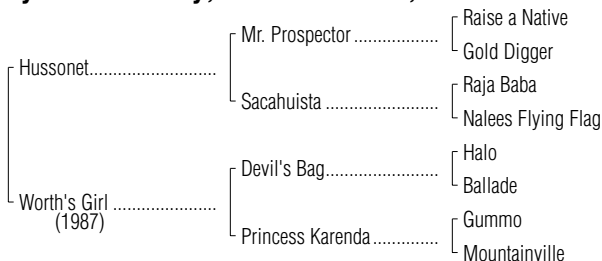 Raise a Native
Mr. Prospector ..................
Gold Digger
Hussonet...........................
Raja Baba
Sacahuista ........................
Nalees Flying Flag
Halo
Devil's Bag........................
Ballade
Worth's Girl ......................
(1987)
Gummo
Princess Karenda..............
Mountainville